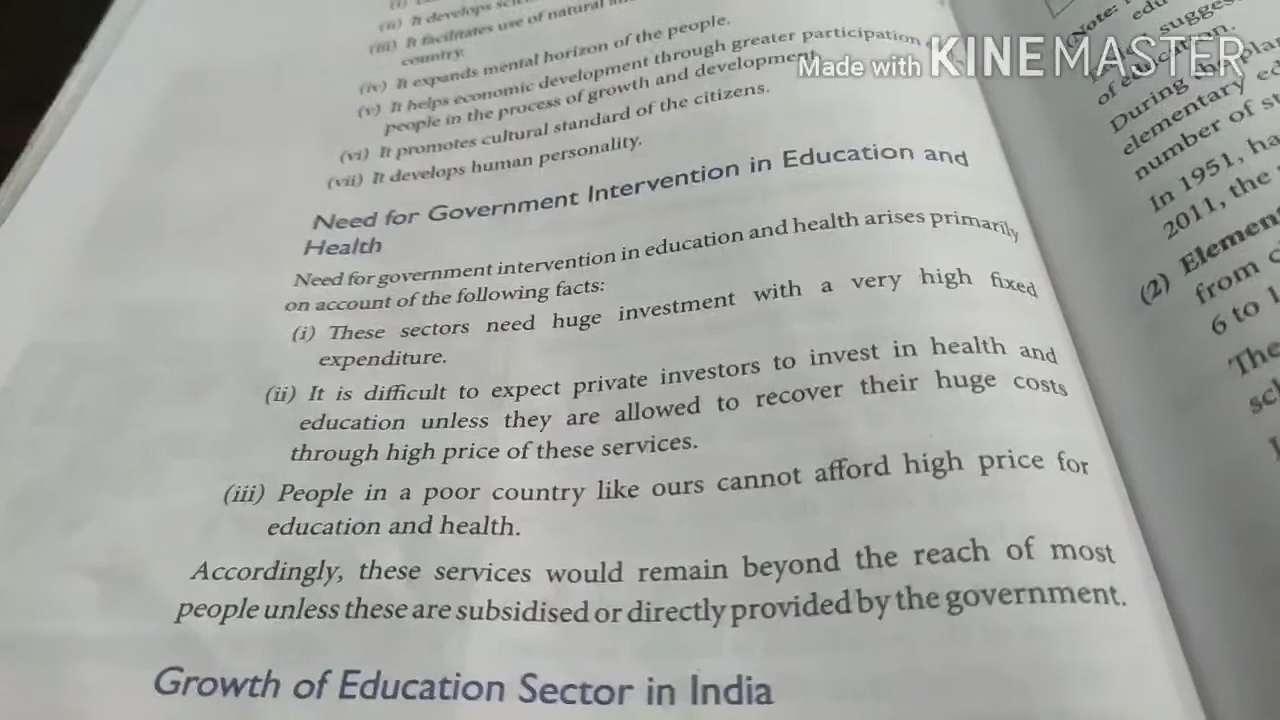 (ii) It develops
(iii) It facilitates use of natural
country.
(iv) It expands mental horizon of the people.
(v) It helps economic development through greater participation
people in the process of growth and development.
(vi) It promotes cultural standard of the citizens.
(vii) It develops human personality.
Need for Government Intervention in Education and
Health
Need for government intervention in education and health arises primarily
on account of the following facts:
(i) These sectors need huge investment with a very high fixed
expenditure.
(ii) It is difficult to expect private investors to invest in health and
education unless they are allowed to recover their huge costs
through high price of these services.
(iii) People in a poor country like ours cannot afford high price for
education and health.
Accordingly, these services would remain beyond the reach of most
people unless these are subsidised or directly provided by the government.
Growth of Education Sector in India
Made with KINEMASTER
(Note:
of education.
During the
elementary
number of
In 1951,
2011, the
(2)
from
6 to
The